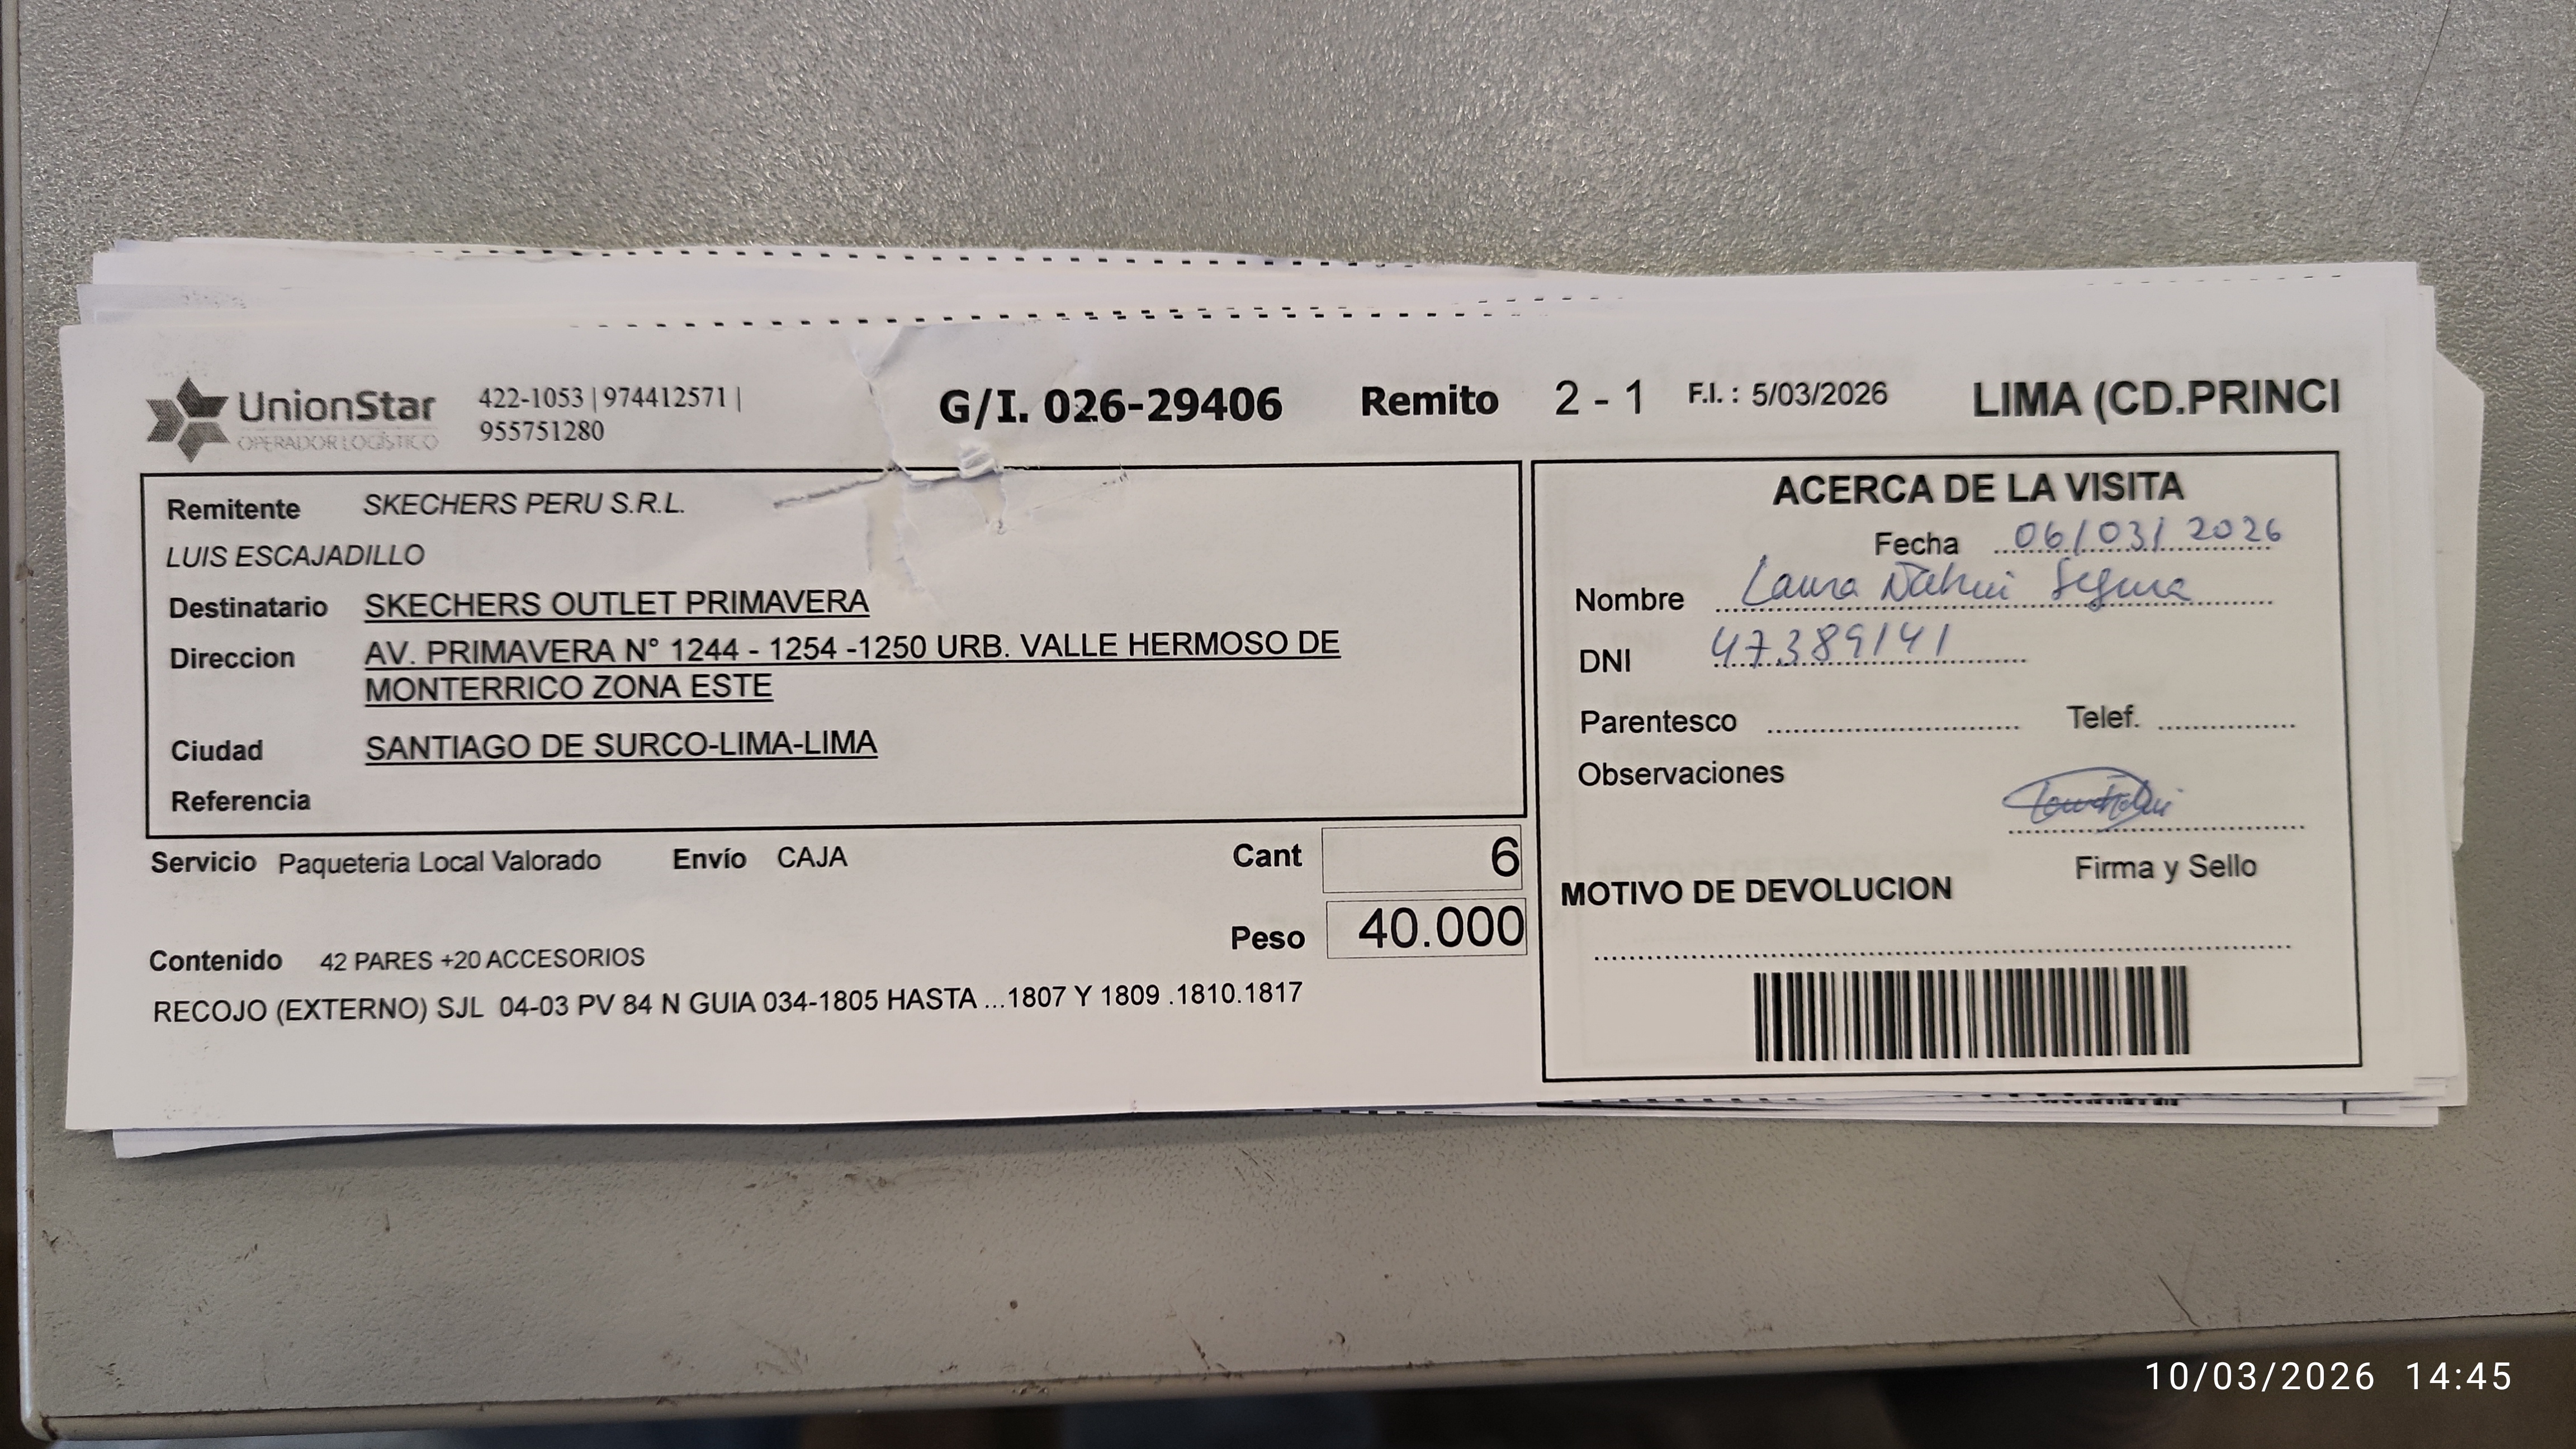 UnionStar
OPERADOR LOGÍSTICO
422-1053 | 974412571 |
955751280
G/I. 026-29406 Remito 2 - 1 F.I. : 5/03/2026 LIMA (CD.PRINCI
Remitente SKECHERS PERU S.R.L.
LUIS ESCAJADILLO
Destinatario SKECHERS OUTLET PRIMAVERA
Direccion AV. PRIMAVERA N° 1244 - 1254 -1250 URB. VALLE HERMOSO DE
MONTERRICO ZONA ESTE
Ciudad SANTIAGO DE SURCO-LIMA-LIMA
Referencia
Servicio Paqueteria Local Valorado Envío CAJA Cant 6
Peso 40.000
Contenido 42 PARES +20 ACCESORIOS
RECOJO (EXTERNO) SJL 04-03 PV 84 N GUIA 034-1805 HASTA ...1807 Y 1809 .1810.1817
ACERCA DE LA VISITA
Fecha 06/03/2026
Nombre Laura Ñahui Segura
DNI 47389141
Parentesco Telef.
Observaciones
Firma y Sello
MOTIVO DE DEVOLUCION
10/03/2026 14:45